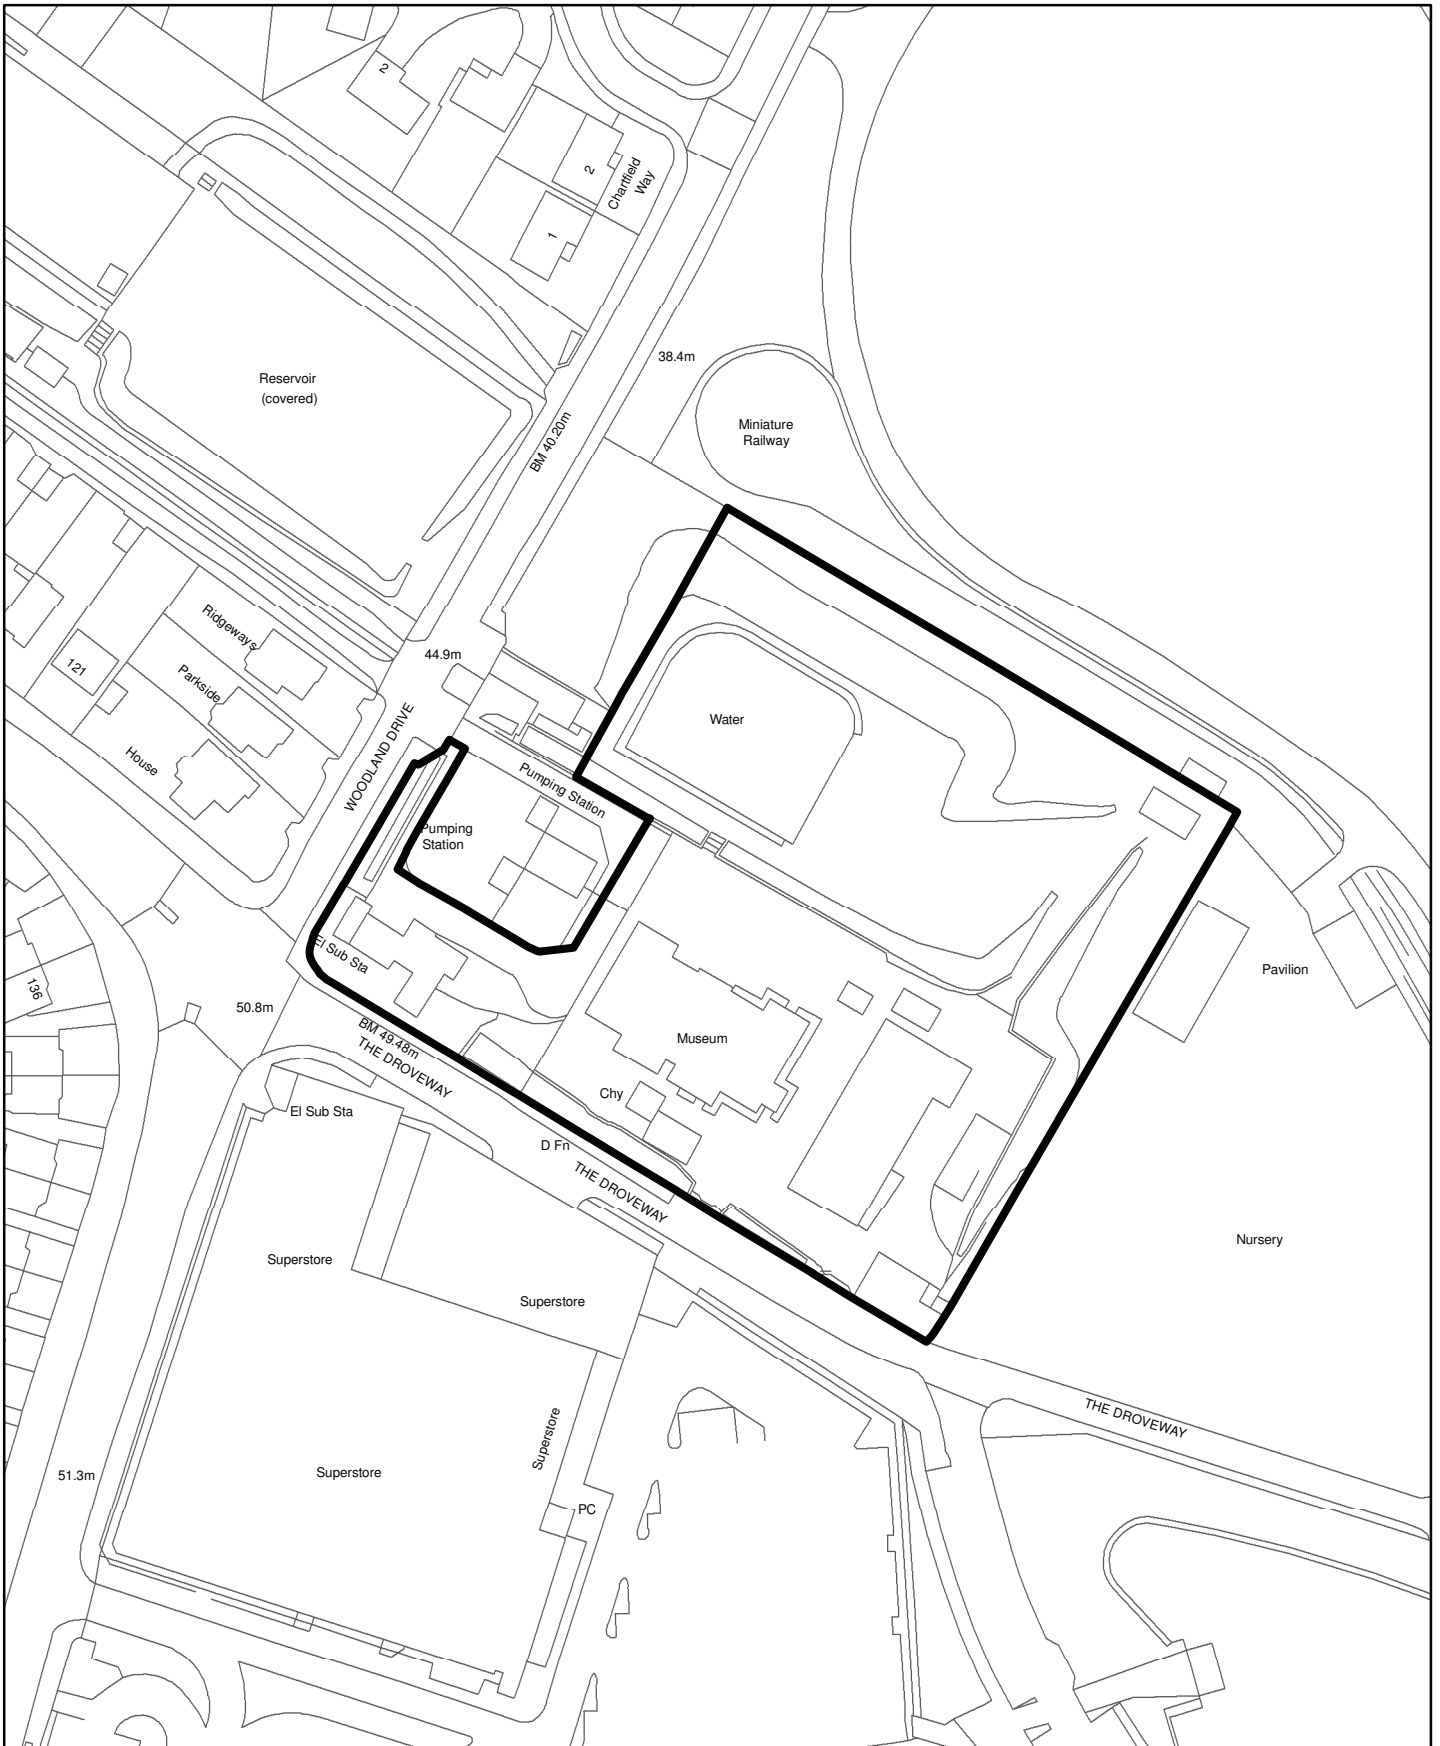 2
2
Chartfield
Way
1
38.4m
Reservoir
(covered)
Miniature
Railway
BM 40.20m
Ridgeways
44.9m
121
Parkside
Water
House
WOODLAND DRIVE
Pumping Station
Pumping
Station
El Sub Sta
136
Pavilion
50.8m
BM 49.48m
THE DROVEWAY
Museum
Chy
El Sub Sta
D Fn
THE DROVEWAY
Nursery
Superstore
Superstore
THE DROVEWAY
Superstore
Superstore
51.3m
PC